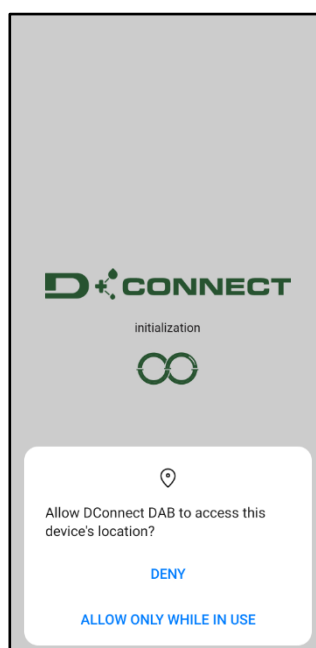 D+CONNECT
initialization
Allow DConnect DAB to access this
device's location?
DENY
ALLOW ONLY WHILE IN USE